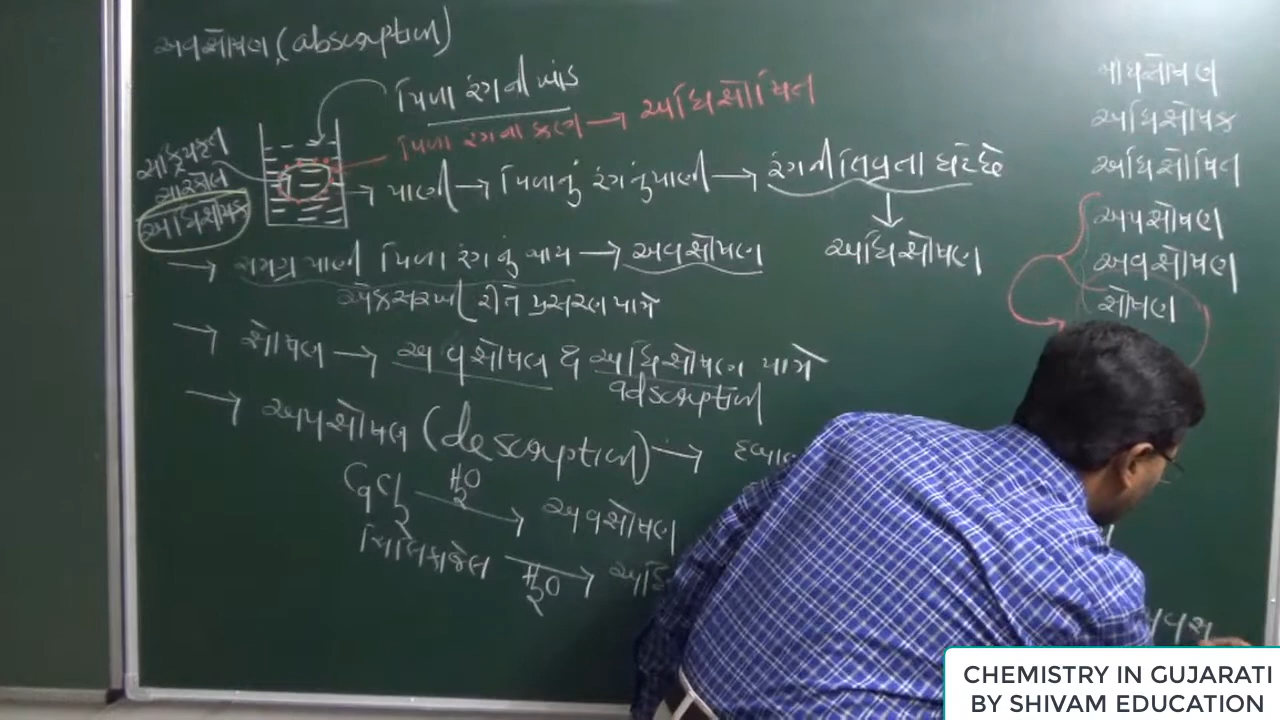 અવશોષણ (absorption)
પિળા રંગની ખાંડ
પિળા રંગના કણ → અધિશોષિત
સક્રિયકૃત
ચારકોલ
અધિશોષક
→ પાણી → પિળાનું રંગનું પાણી → રંગની તિવ્રતા ઘટે છે
↓
અધિશોષણ
→ સમગ્ર પાણી પિળા રંગનું થાય → અવશોષણ
એકસરખી રીતે પ્રસરણ પામે
→ શોષણ → અવશોષણ & અધિશોષણ પામે
adsorption
→ અપશોષણ (desorption) →
CaCl2 H2O → અવશોષણ
સિલિકાજેલ H2O →
અધિશોષણ
અધિશોષક
અધિશોષિત
અપશોષણ
અવશોષણ
શોષણ
CHEMISTRY IN GUJARATI
BY SHIVAM EDUCATION